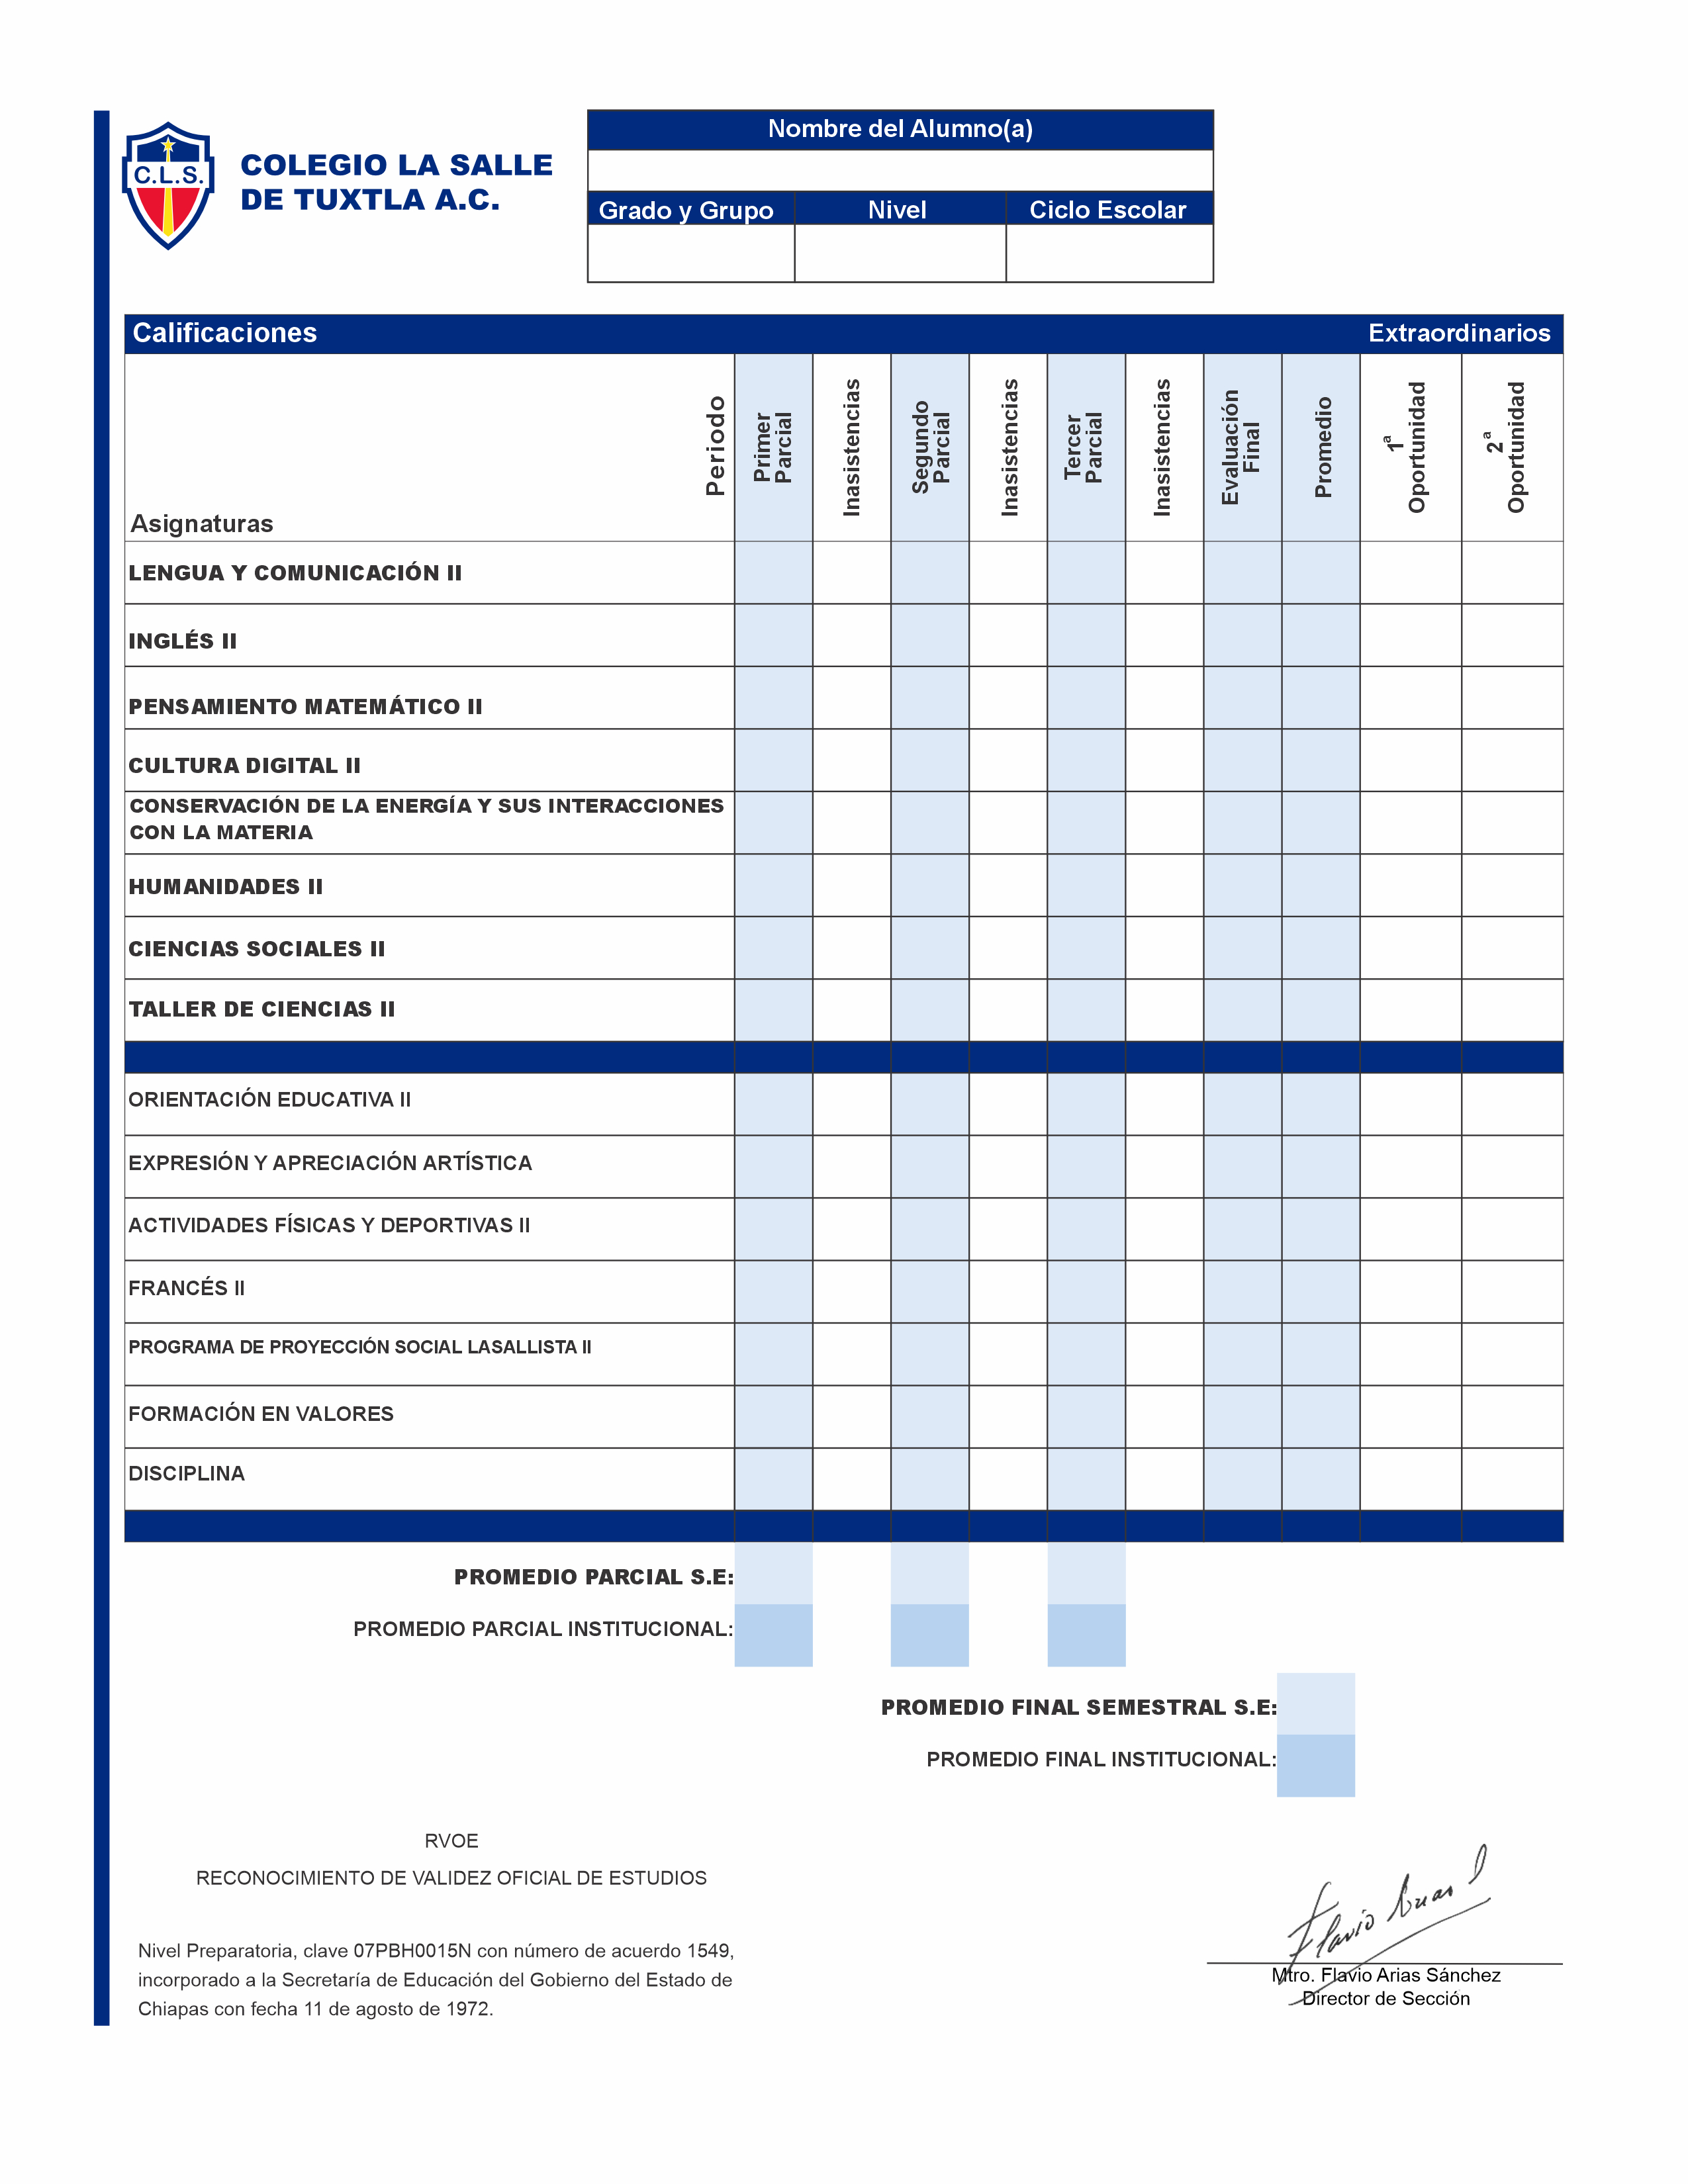 C.L.S.
COLEGIO LA SALLE
DE TUXTLA A.C.
Nombre del Alumno(a)
Grado y Grupo Nivel Ciclo Escolar
Calificaciones Extraordinarios
Asignaturas
Periodo
Primer
Parcial
Inasistencias
Segundo
Parcial
Inasistencias
Tercer
Parcial
Inasistencias
Evaluación
Final
Promedio
1ª
Oportunidad
2ª
Oportunidad
LENGUA Y COMUNICACIÓN II
INGLÉS II
PENSAMIENTO MATEMÁTICO II
CULTURA DIGITAL II
CONSERVACIÓN DE LA ENERGÍA Y SUS INTERACCIONES
CON LA MATERIA
HUMANIDADES II
CIENCIAS SOCIALES II
TALLER DE CIENCIAS II
ORIENTACIÓN EDUCATIVA II
EXPRESIÓN Y APRECIACIÓN ARTÍSTICA
ACTIVIDADES FÍSICAS Y DEPORTIVAS II
FRANCÉS II
PROGRAMA DE PROYECCIÓN SOCIAL LASALLISTA II
FORMACIÓN EN VALORES
DISCIPLINA
PROMEDIO PARCIAL S.E:
PROMEDIO PARCIAL INSTITUCIONAL:
PROMEDIO FINAL SEMESTRAL S.E:
PROMEDIO FINAL INSTITUCIONAL:
RVOE
RECONOCIMIENTO DE VALIDEZ OFICIAL DE ESTUDIOS
Nivel Preparatoria, clave 07PBH0015N con número de acuerdo 1549,
incorporado a la Secretaría de Educación del Gobierno del Estado de
Chiapas con fecha 11 de agosto de 1972.
Flavio Arias S
Mtro. Flavio Arias Sánchez
Director de Sección